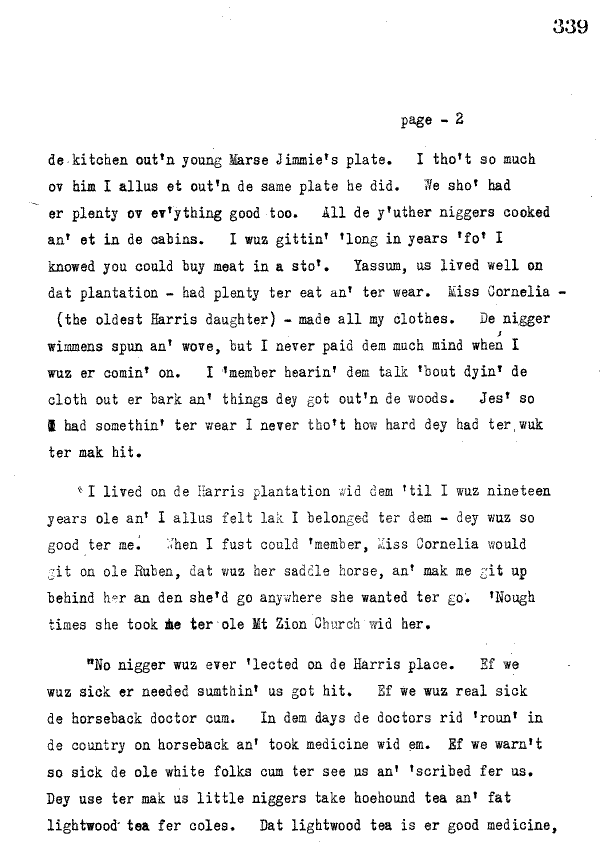 339
page - 2
de kitchen out'n young Marse Jimmie's plate. I tho't so much
ov him I allus et out'n de same plate he did. We sho' had
er plenty ov ev'ything good too. All de y'uther niggers cooked
an' et in de cabins. I wuz gittin' 'long in years 'fo' I
knowed you could buy meat in a sto'. Yassum, us lived well on
dat plantation - had plenty ter eat an' ter wear. Miss Cornelia -
(the oldest Harris daughter) - made all my clothes. De nigger
wimmens spun an' wove, but I never paid dem much mind when I
wuz er comin' on. I 'member hearin' dem talk 'bout dyin' de
cloth out er bark an' things dey got out'n de woods. Jes' so
I had somethin' ter wear I never tho't how hard dey had ter wuk
ter mak hit.
"I lived on de Harris plantation wid dem 'til I wuz nineteen
years ole an' I allus felt lak I belonged ter dem - dey wuz so
good ter me. When I fust could 'member, Miss Cornelia would
git on ole Ruben, dat wuz her saddle horse, an' mak me git up
behind her an den she'd go anywhere she wanted ter go. 'Nough
times she took me ter ole Mt Zion Church wid her.
"No nigger wuz ever 'lected on de Harris place. Ef we
wuz sick er needed sumthin' us got hit. Ef we wuz real sick
de horseback doctor cum. In dem days de doctors rid 'roun' in
de country on horseback an' took medicine wid em. Ef we warn't
so sick de ole white folks cum ter see us an' 'scribed fer us.
Dey use ter mak us little niggers take hoehound tea an' fat
lightwood tea fer coles. Dat lightwood tea is er good medicine,